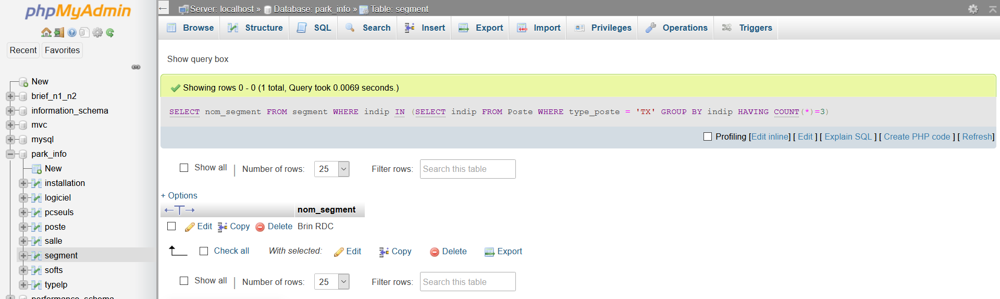 phpMyAdmin
Recent Favorites
New
brief_n1_n2
information_schema
mvc
mysql
park_info
New
installation
logiciel
pcseuls
poste
salle
segment
softs
typelp
performance_schema
Server: localhost » Database: park_info » Table: segment
Browse Structure SQL Search Insert Export Import Privileges Operations Triggers
Show query box
Showing rows 0 - 0 (1 total, Query took 0.0069 seconds.)
SELECT nom_segment FROM segment WHERE indip IN (SELECT indip FROM Poste WHERE type_poste = 'TX' GROUP BY indip HAVING COUNT(*)=3)
Profiling [Edit inline] [ Edit ] [ Explain SQL ] [ Create PHP code ] [ Refresh]
Show all | Number of rows: 25 Filter rows: Search this table
+ Options
←T→ nom_segment
Edit Copy Delete Brin RDC
Check all With selected: Edit Copy Delete Export
Show all | Number of rows: 25 Filter rows: Search this table